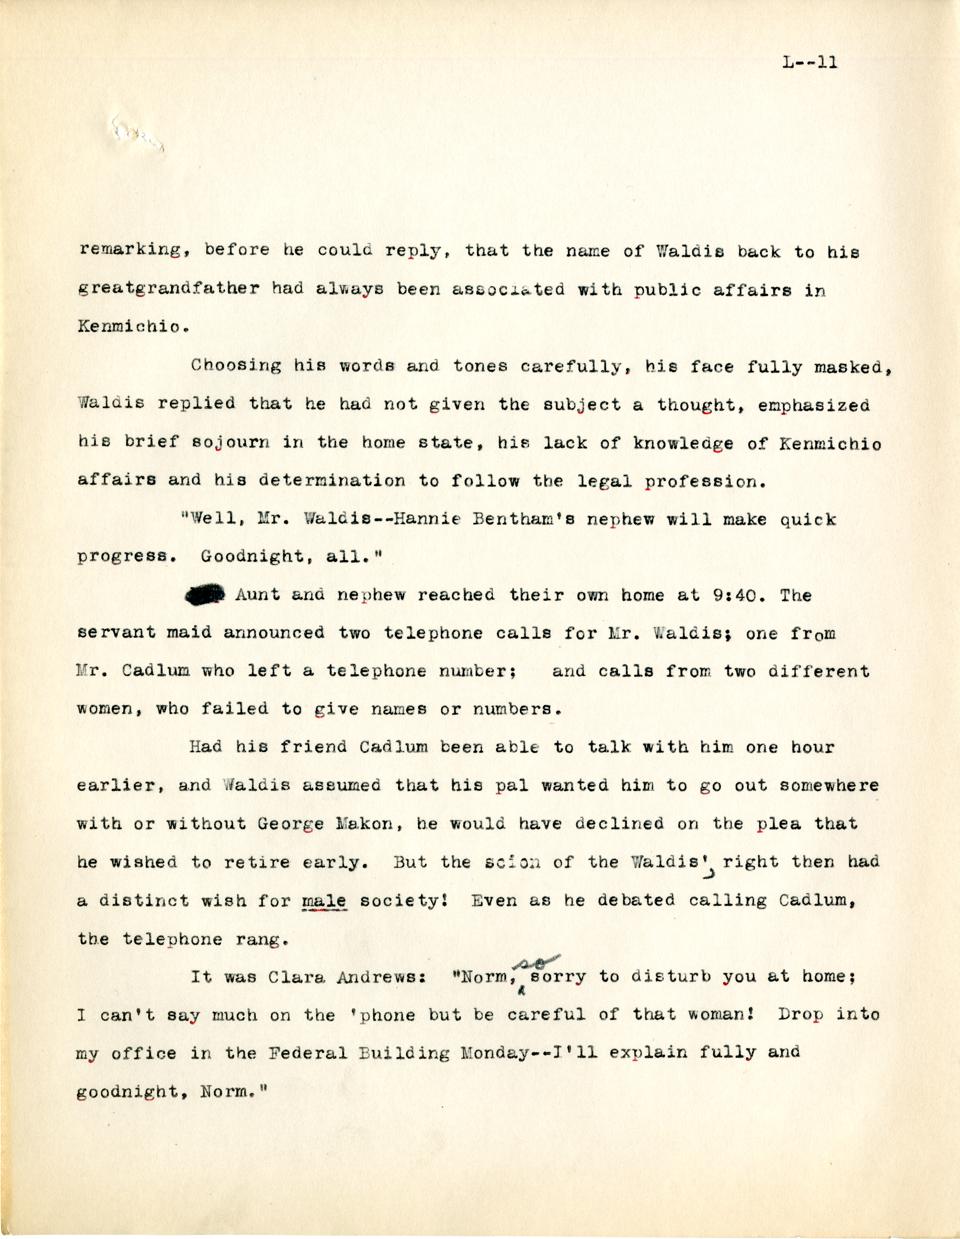 L--11
remarking, before he could reply, that the name of Waldis back to his
greatgrandfather had always been associated with public affairs in
Kenmichio.
Choosing his words and tones carefully, his face fully masked,
Waldis replied that he had not given the subject a thought, emphasized
his brief sojourn in the home state, his lack of knowledge of Kenmichio
affairs and his determination to follow the legal profession.
"Well, Mr. Waldis--Hannie Bentham's nephew will make quick
progress. Goodnight, all."
Aunt and nephew reached their own home at 9:40. The
servant maid announced two telephone calls for Mr. Waldis; one from
Mr. Cadlum who left a telephone number; and calls from two different
women, who failed to give names or numbers.
Had his friend Cadlum been able to talk with him one hour
earlier, and Waldis assumed that his pal wanted him to go out somewhere
with or without George Makon, he would have declined on the plea that
he wished to retire early. But the scion of the Waldis' right then had
a distinct wish for male society! Even as he debated calling Cadlum,
the telephone rang.
It was Clara Andrews: "Norm, so sorry to disturb you at home;
I can't say much on the 'phone but be careful of that woman! Drop into
my office in the Federal Building Monday--I'll explain fully and
goodnight, Norm."